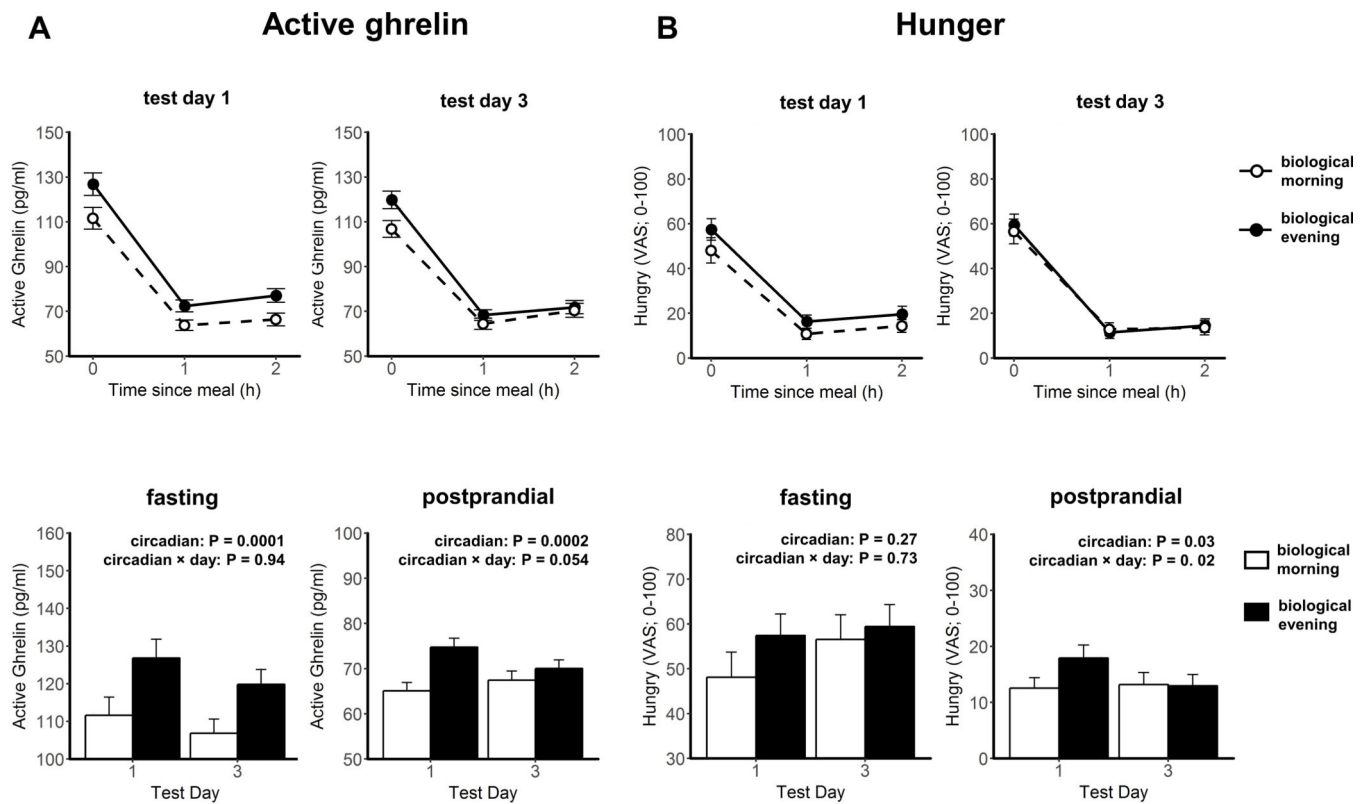 A
Active ghrelin
B
Hunger
test day 1
test day 3
test day 1
test day 3
Active Ghrelin (pg/ml)
150
130
110
90
70
50
0
1
2
Time since meal (h)
Active Ghrelin (pg/ml)
150
130
110
90
70
50
0
1
2
Time since meal (h)
Hungry (VAS; 0-100)
100
80
60
40
20
0
0
1
2
Time since meal (h)
Hungry (VAS; 0-100)
100
80
60
40
20
0
0
1
2
Time since meal (h)
biological
morning
biological
evening
fasting
circadian: P = 0.0001
circadian × day: P = 0.94
Active Ghrelin (pg/ml)
160
150
140
130
120
110
100
1
3
Test Day
postprandial
circadian: P = 0.0002
circadian × day: P = 0.054
Active Ghrelin (pg/ml)
100
90
80
70
60
50
1
3
Test Day
fasting
circadian: P = 0.27
circadian × day: P = 0.73
Hungry (VAS; 0-100)
80
70
60
50
40
30
1
3
Test Day
postprandial
circadian: P = 0.03
circadian × day: P = 0. 02
Hungry (VAS; 0-100)
40
30
20
10
0
1
3
Test Day
biological
morning
biological
evening